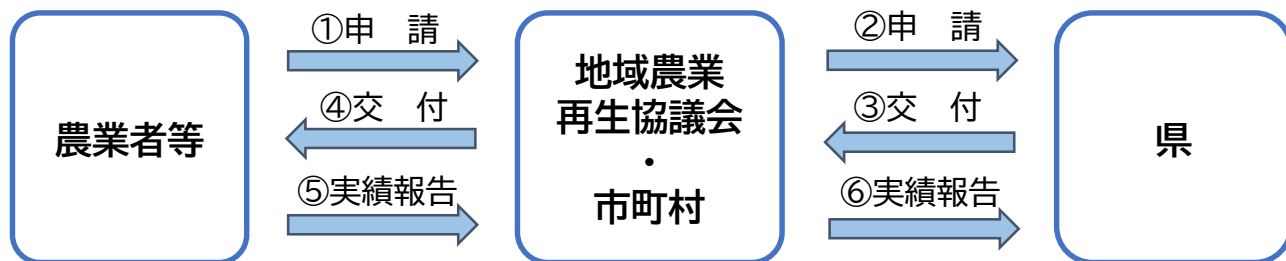 農業者等
①申　請
④交　付
⑤実績報告
地域農業
再生協議会
・
市町村
②申　請
③交　付
⑥実績報告
県